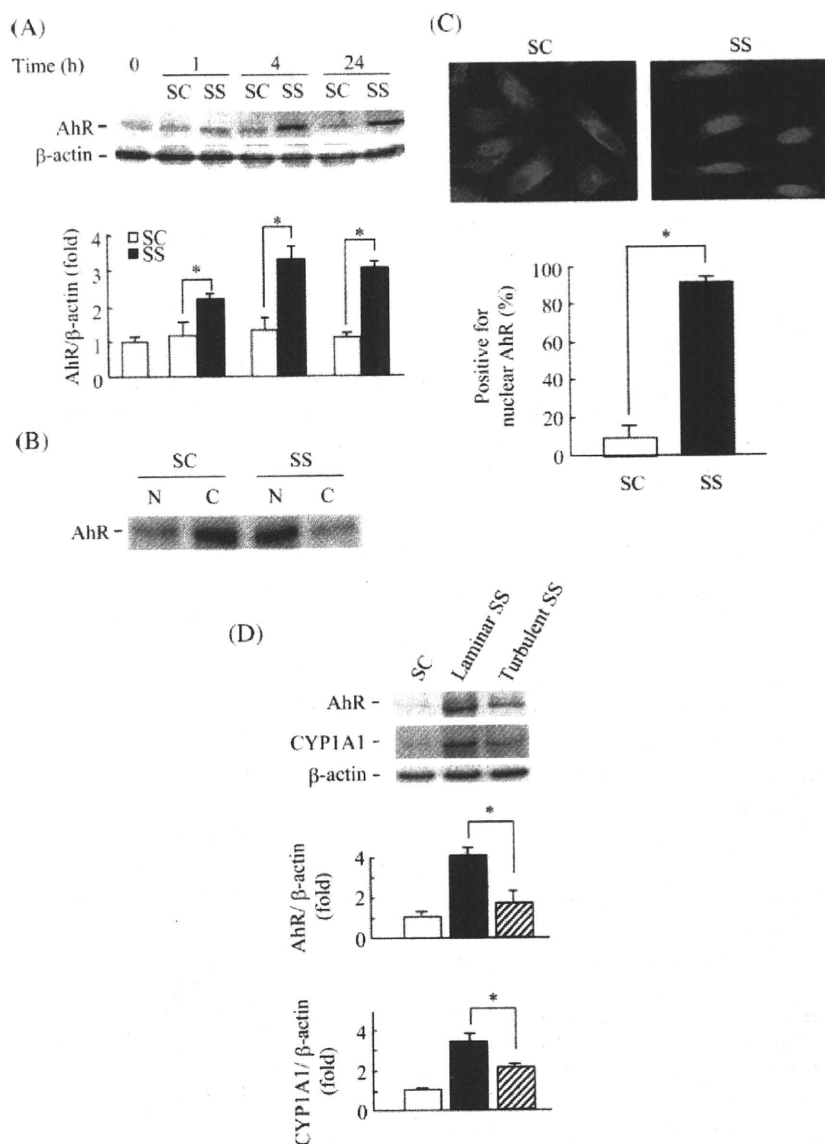 (A)
Time (h) 0 1 4 24
SC SS SC SS SC SS
AhR
β-actin
AhR/β-actin (fold)
4
3
2
1
0
SC
SS
*
*
*
(B)
SC SS
N C N C
AhR
(C)
SC SS
Positive for
nuclear AhR (%)
100
80
60
40
20
0
*
SC SS
(D)
SC Laminar SS Turbulent SS
AhR
CYP1A1
β-actin
AhR/ β-actin
(fold)
4
2
0
*
CYP1A1/ β-actin
(fold)
4
2
0
*